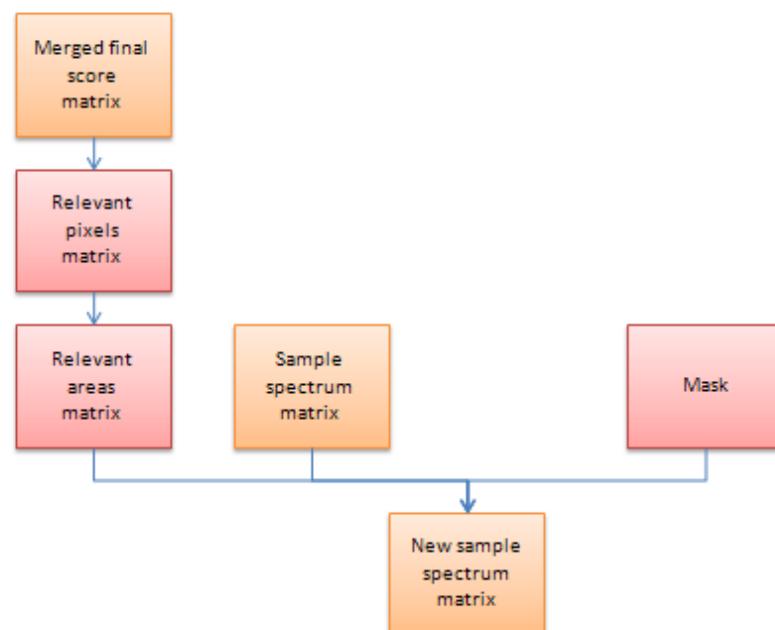 Merged final
score
matrix
Relevant
pixels
matrix
Relevant
areas
matrix
Sample
spectrum
matrix
Mask
New sample
spectrum
matrix